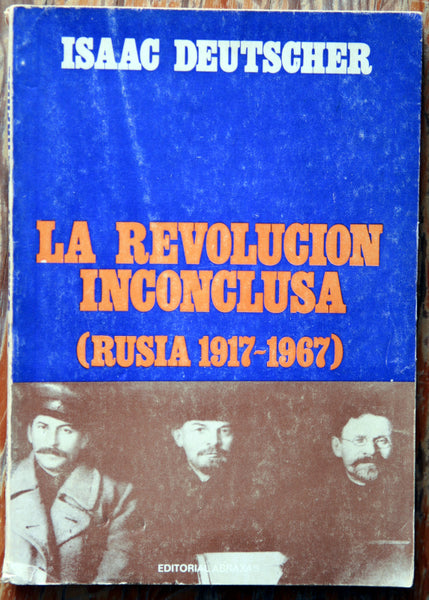 ISAAC DEUTSCHER
LA REVOLUCION
INCONCLUSA
(RUSIA 1917-1967)
EDITORIAL ABRAXAS